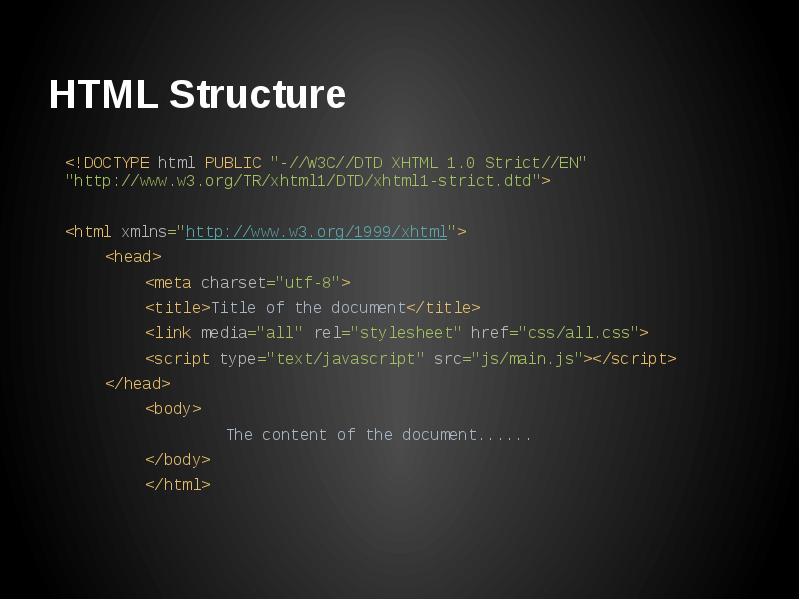 HTML Structure
<!DOCTYPE html PUBLIC "-//W3C//DTD XHTML 1.0 Strict//EN"
"http://www.w3.org/TR/xhtml1/DTD/xhtml1-strict.dtd">
<html xmlns="http://www.w3.org/1999/xhtml">
<head>
<meta charset="utf-8">
<title>Title of the document</title>
<link media="all" rel="stylesheet" href="css/all.css">
<script type="text/javascript" src="js/main.js"></script>
</head>
<body>
The content of the document......
</body>
</html>